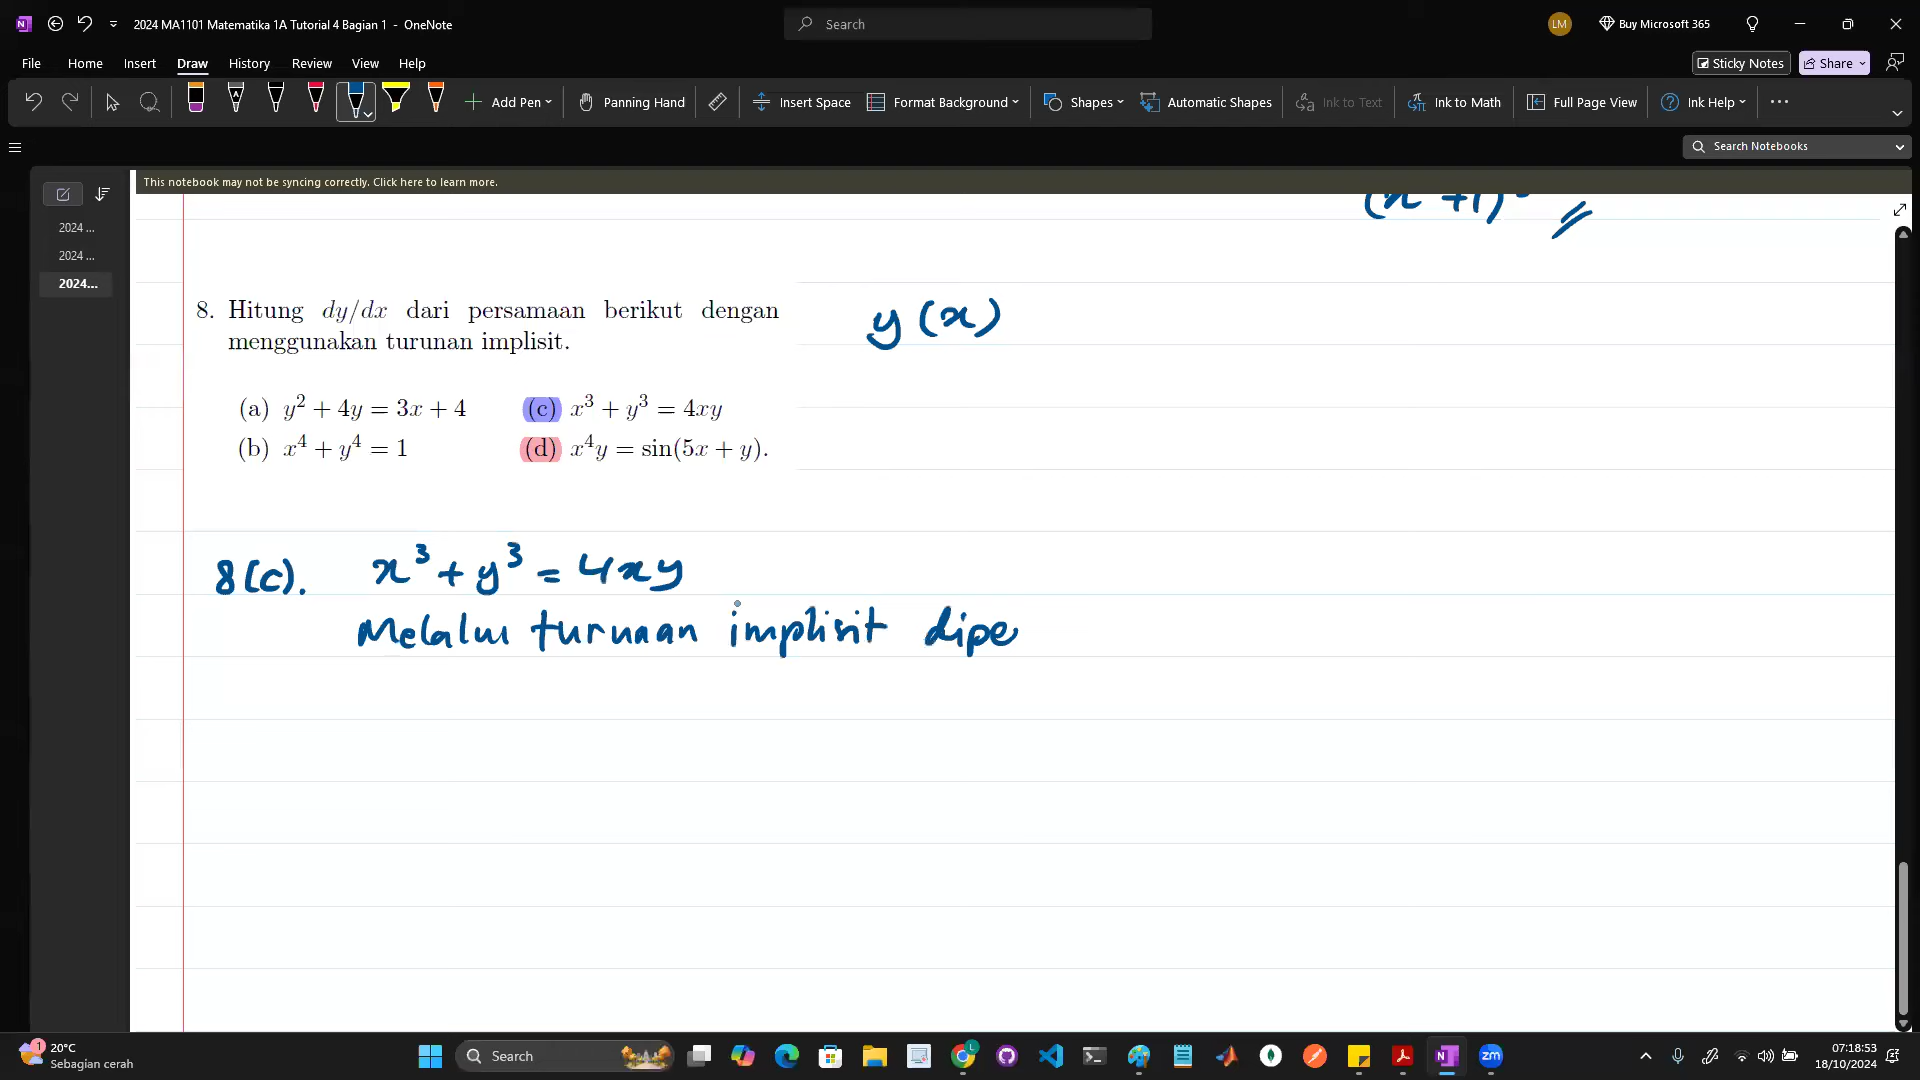 2024 MA1101 Matematika 1A Tutorial 4 Bagian 1 - OneNote
Search
LM
Buy Microsoft 365
File Home Insert Draw History Review View Help
Sticky Notes
Share
Add Pen
Panning Hand
Insert Space
Format Background
Shapes
Automatic Shapes
Ink to Text
Ink to Math
Full Page View
Ink Help
Search Notebooks
This notebook may not be syncing correctly. Click here to learn more.
2024 ...
2024 ...
2024...
8. Hitung dy/dx dari persamaan berikut dengan
menggunakan turunan implisit.
y(x)
(a) y² + 4y = 3x + 4 (c) x³ + y³ = 4xy
(b) x⁴ + y⁴ = 1 (d) x⁴y = sin(5x + y).
8(c). x³ + y³ = 4xy
Melalui turunan implisit dipe
1
20°C
Sebagian cerah
Search
zm
07:18:53
18/10/2024